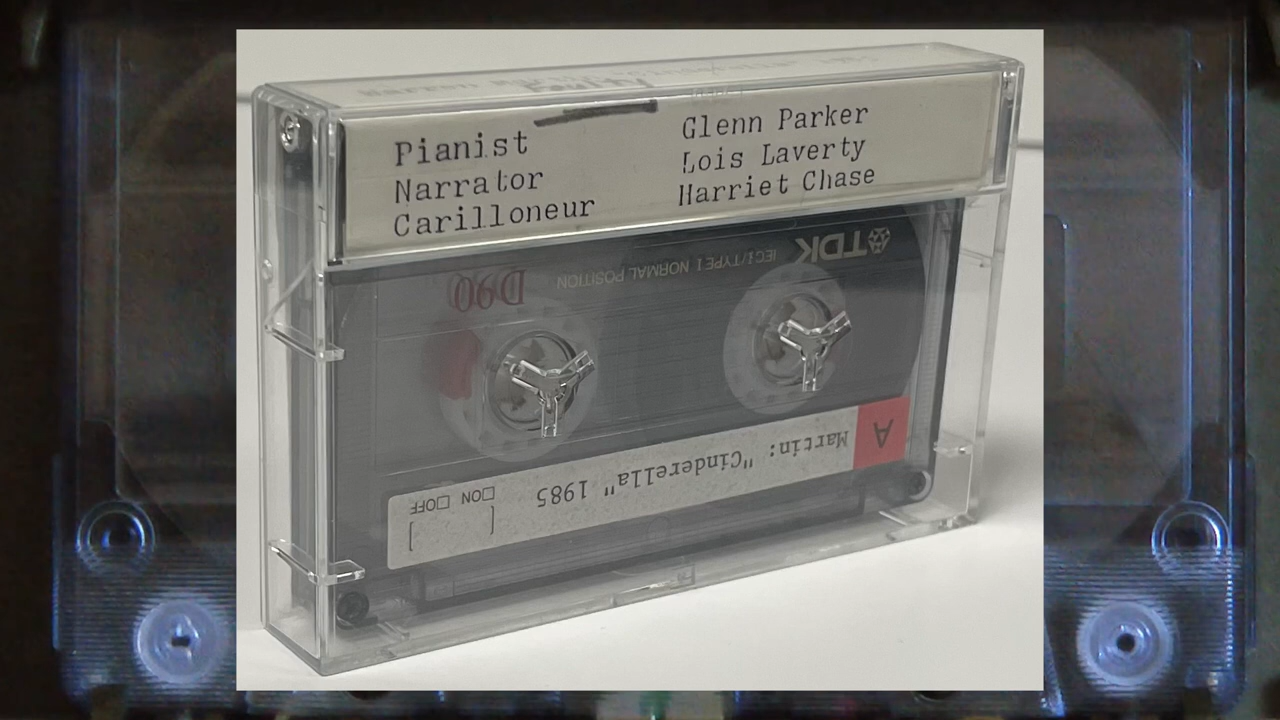 Pianist Glenn Parker
Narrator Lois Laverty
Carilloneur Harriet Chase
TDK
IEC I/TYPE I NORMAL POSITION
D90
A
Martin: "Cinderella" 1985
□ON □OFF